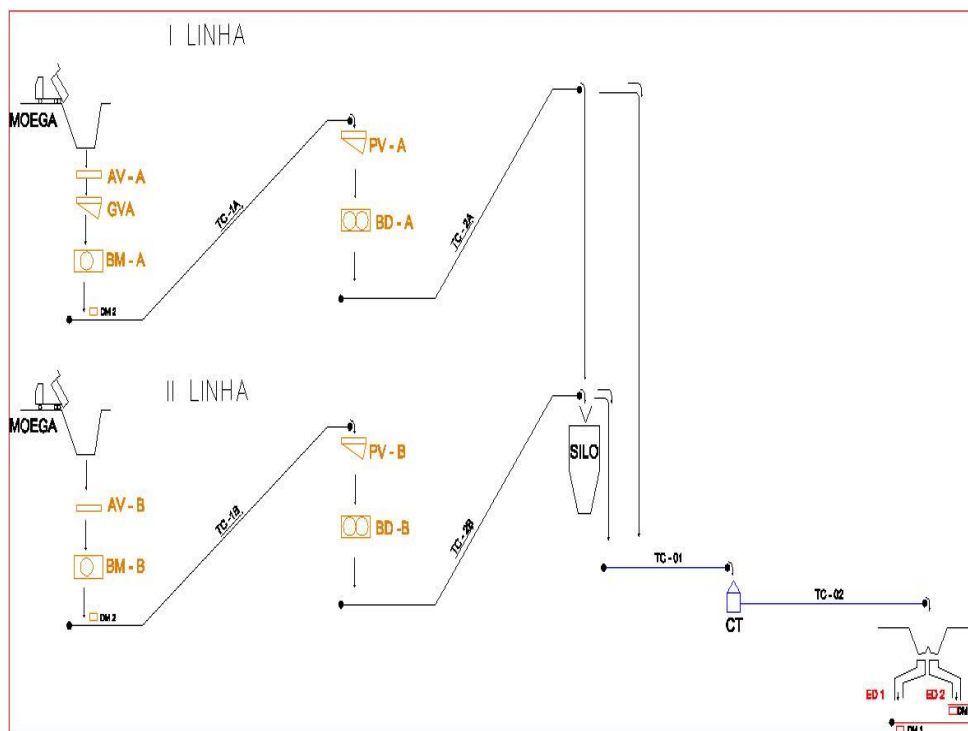 I LINHA
MOEGA
AV - A
GVA
BM - A
DM 2
TC - 1A
PV - A
BD - A
TC - 2A
II LINHA
MOEGA
AV - B
BM - B
DM 2
TC - 1B
PV - B
BD - B
TC - 2B
SILO
TC - 01
CT
TC - 02
ED 1
ED 2
DM
DM 1